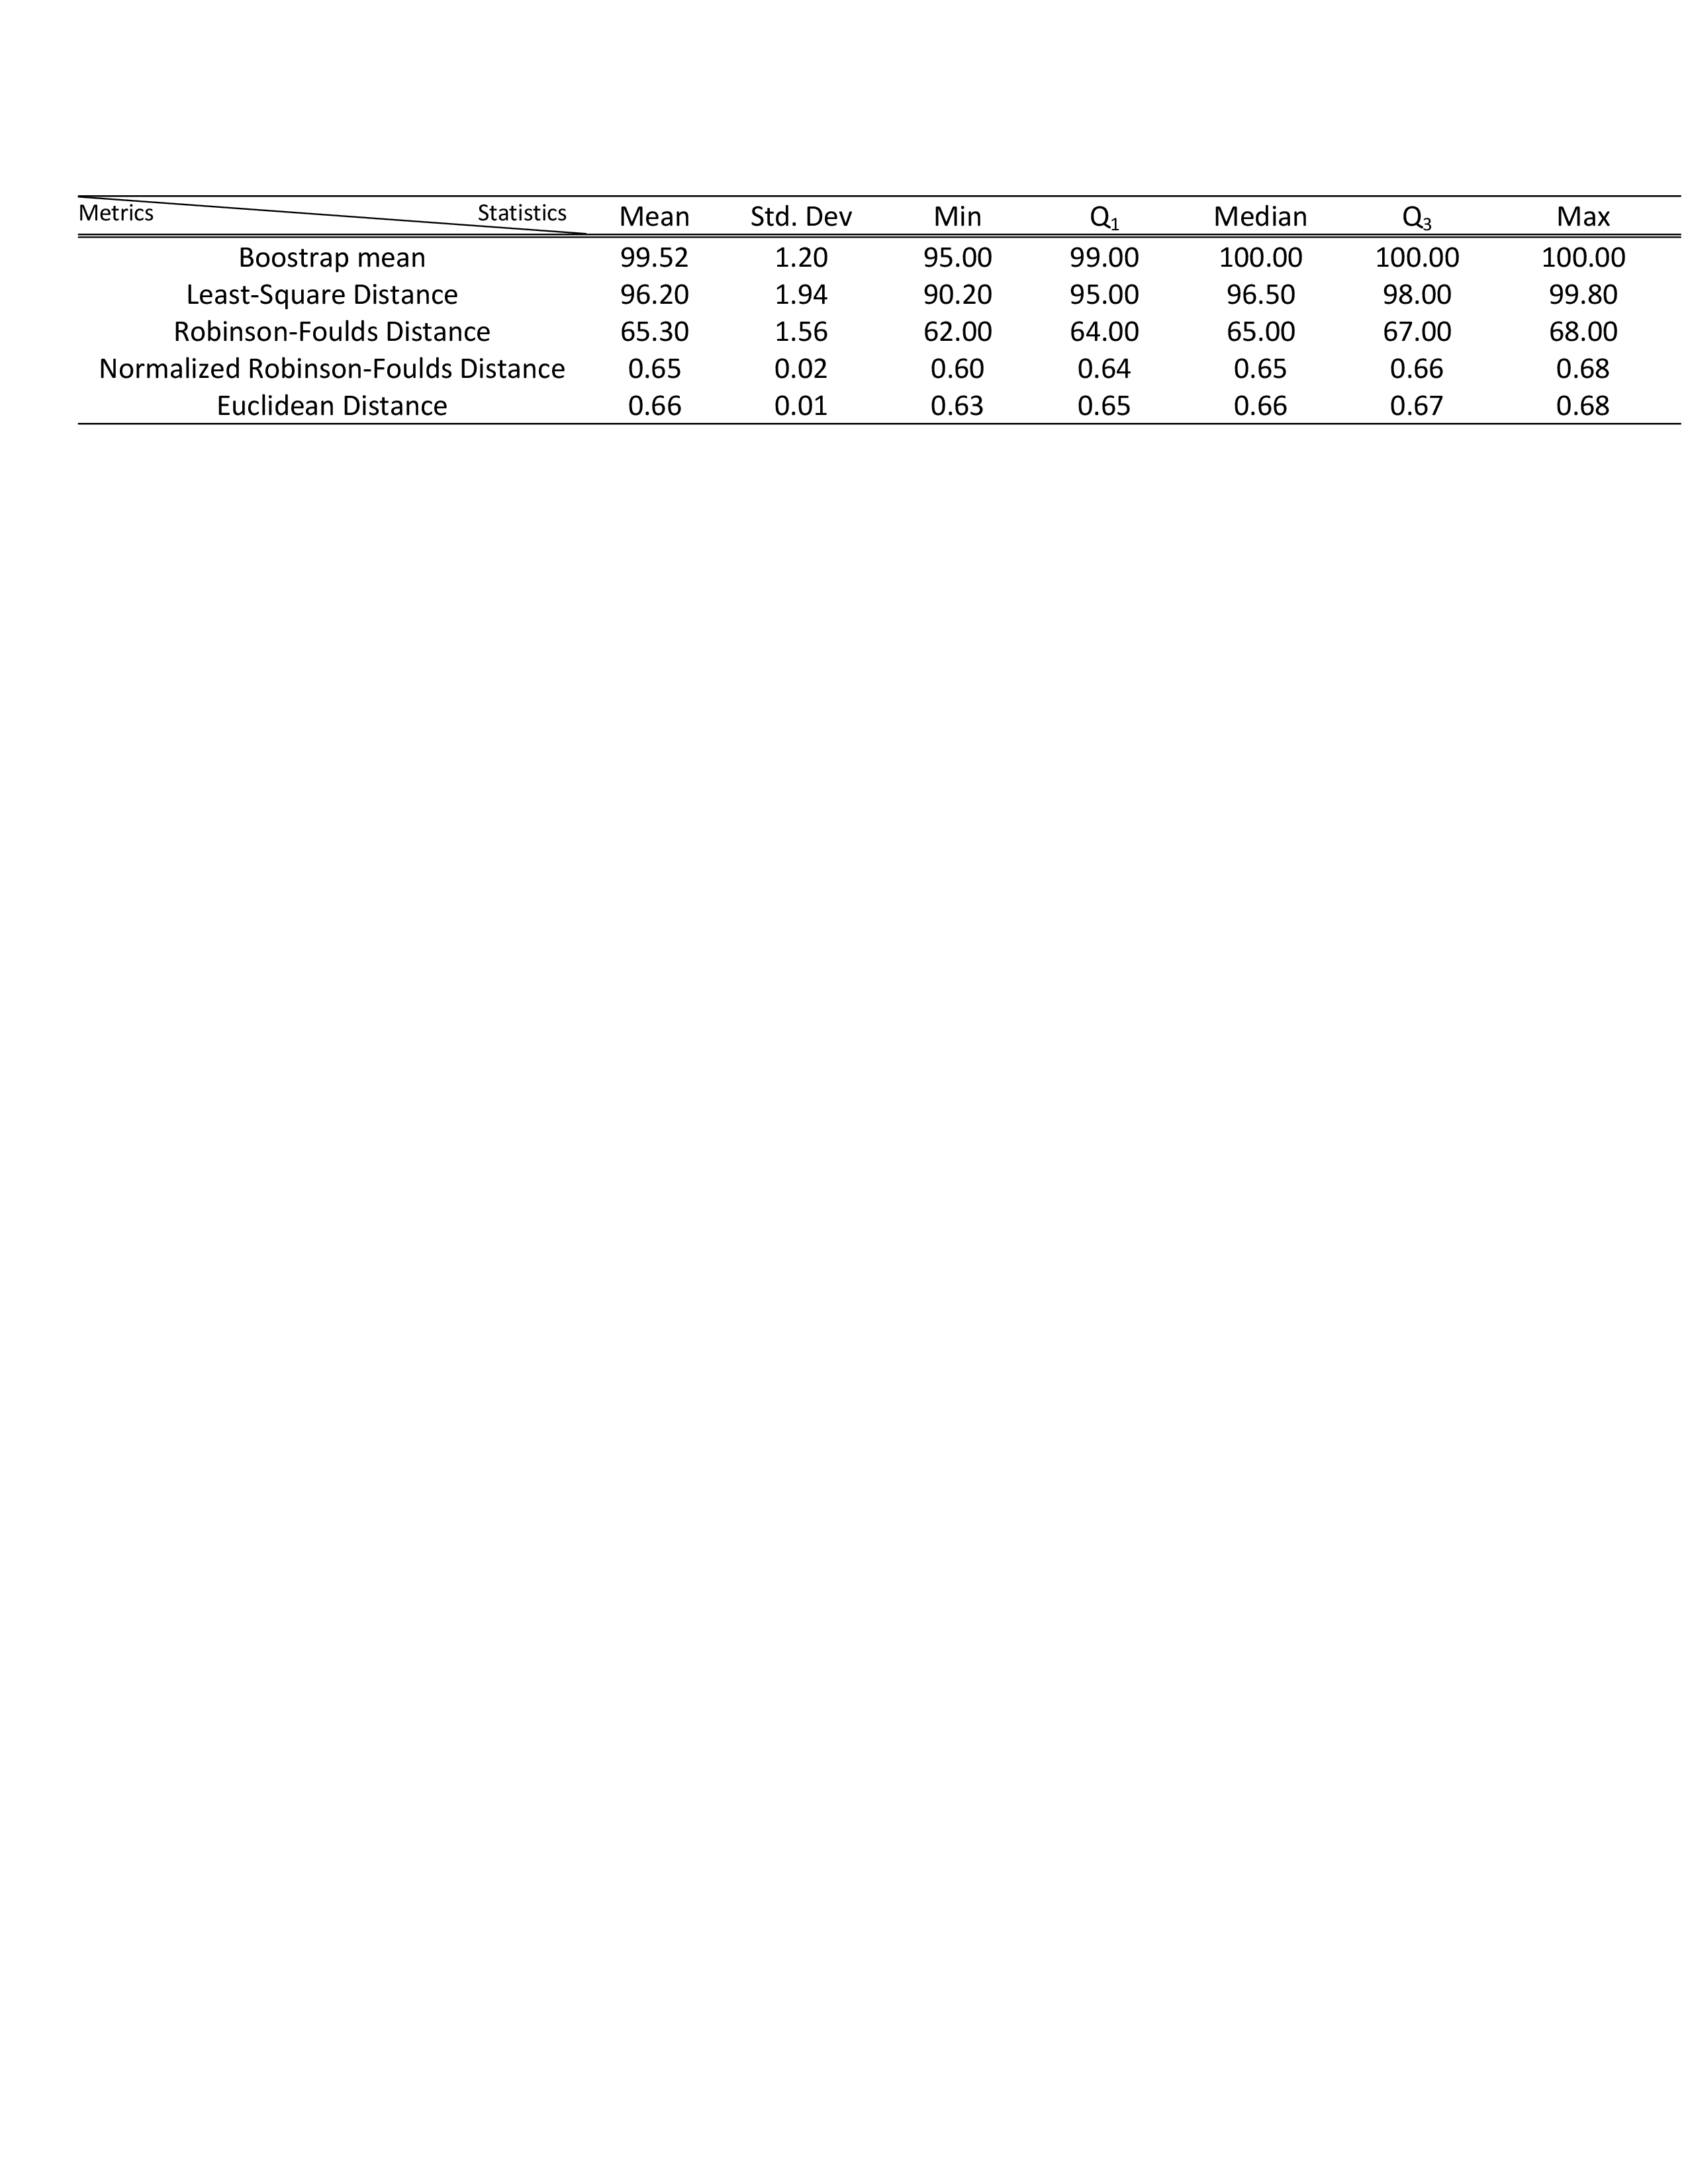 Metrics Statistics Mean Std. Dev Min Q1 Median Q3 Max
Boostrap mean 99.52 1.20 95.00 99.00 100.00 100.00 100.00
Least-Square Distance 96.20 1.94 90.20 95.00 96.50 98.00 99.80
Robinson-Foulds Distance 65.30 1.56 62.00 64.00 65.00 67.00 68.00
Normalized Robinson-Foulds Distance 0.65 0.02 0.60 0.64 0.65 0.66 0.68
Euclidean Distance 0.66 0.01 0.63 0.65 0.66 0.67 0.68